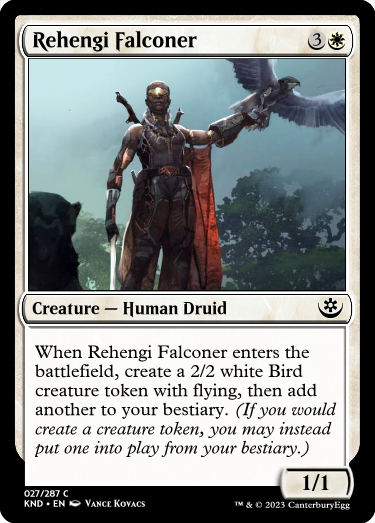 Rehengi Falconer 3
Creature — Human Druid
When Rehengi Falconer enters the
battlefield, create a 2/2 white Bird
creature token with flying, then add
another to your bestiary. (If you would
create a creature token, you may instead
put one into play from your bestiary.)
1/1
027/287 C
KND • EN Vance Kovacs
™ & © 2023 CanterburyEgg